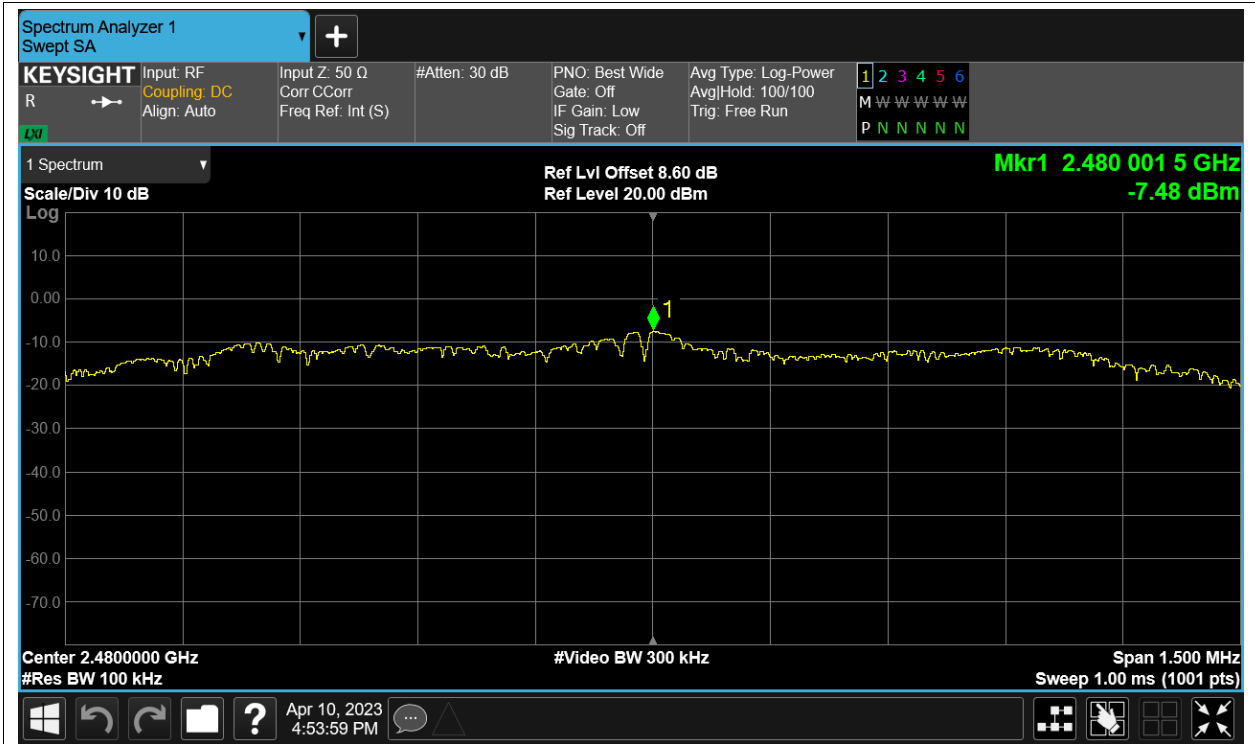 Spectrum Analyzer 1
Swept SA
KEYSIGHT
R
LXI
Input: RF
Coupling: DC
Align: Auto
Input Z: 50 Ω
Corr CCorr
Freq Ref: Int (S)
#Atten: 30 dB
PNO: Best Wide
Gate: Off
IF Gain: Low
Sig Track: Off
Avg Type: Log-Power
Avg|Hold: 100/100
Trig: Free Run
1 2 3 4 5 6
M W W W W W
P N N N N N
1 Spectrum
Scale/Div 10 dB
Log
Ref Lvl Offset 8.60 dB
Ref Level 20.00 dBm
Mkr1 2.480 001 5 GHz
-7.48 dBm
10.0
0.00
-10.0
-20.0
-30.0
-40.0
-50.0
-60.0
-70.0
1
Center 2.4800000 GHz
#Res BW 100 kHz
#Video BW 300 kHz
Span 1.500 MHz
Sweep 1.00 ms (1001 pts)
?
Apr 10, 2023
4:53:59 PM